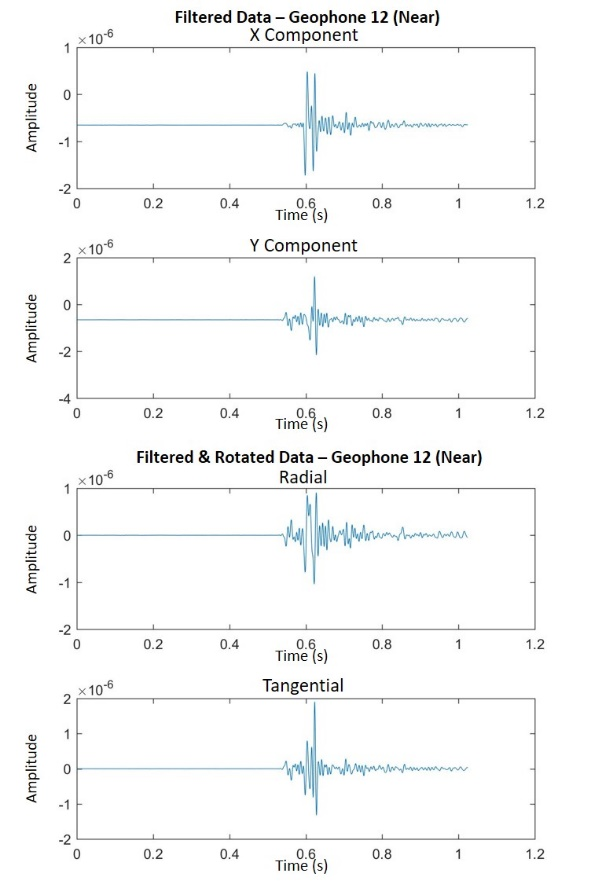 Filtered Data – Geophone 12 (Near)
×10-6 X Component
1
0
-1
-2
Amplitude
0 0.2 0.4 0.6 0.8 1 1.2
Time (s)
×10-6 Y Component
2
0
-2
-4
Amplitude
0 0.2 0.4 0.6 0.8 1 1.2
Time (s)
Filtered & Rotated Data – Geophone 12 (Near)
×10-6 Radial
1
0
-1
-2
Amplitude
0 0.2 0.4 0.6 0.8 1 1.2
Time (s)
×10-6 Tangential
2
1
0
-1
-2
Amplitude
0 0.2 0.4 0.6 0.8 1 1.2
Time (s)